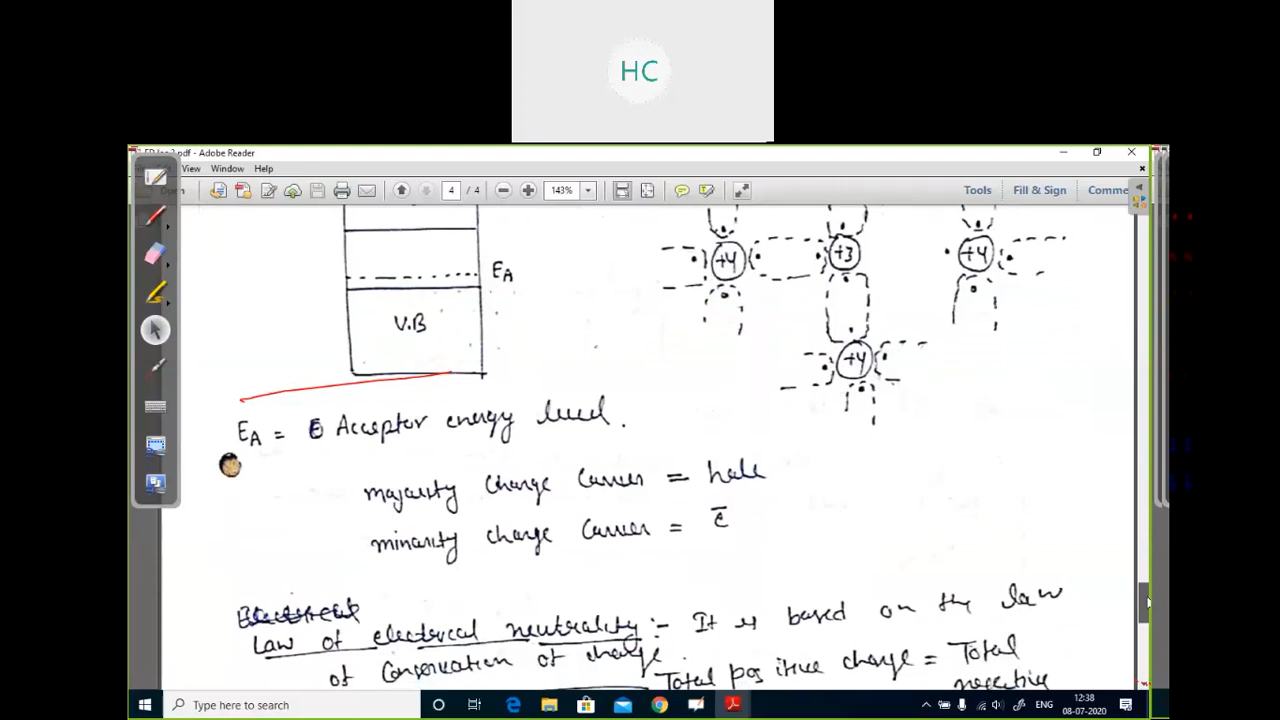 HC
.pdf - Adobe Reader
View Window Help
4 / 4
143%
Tools
Fill & Sign
Comme
+4
+3
+4
EA
V.B
+4
EA = Acceptor energy level.
majority charge carrier = hole
minority charge carrier = e̅
Electrical
Law of electrical neutrality :- It is based on the law
of conservation of charge
Total positive charge = Total
negative
Type here to search
ENG
12:38
08-07-2020